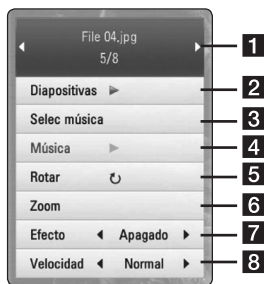 File 04.jpg
1
5/8
Diapositivas
2
Selec música
3
Música
4
Rotar
5
Zoom
6
Efecto Apagado
7
Velocidad Normal
8